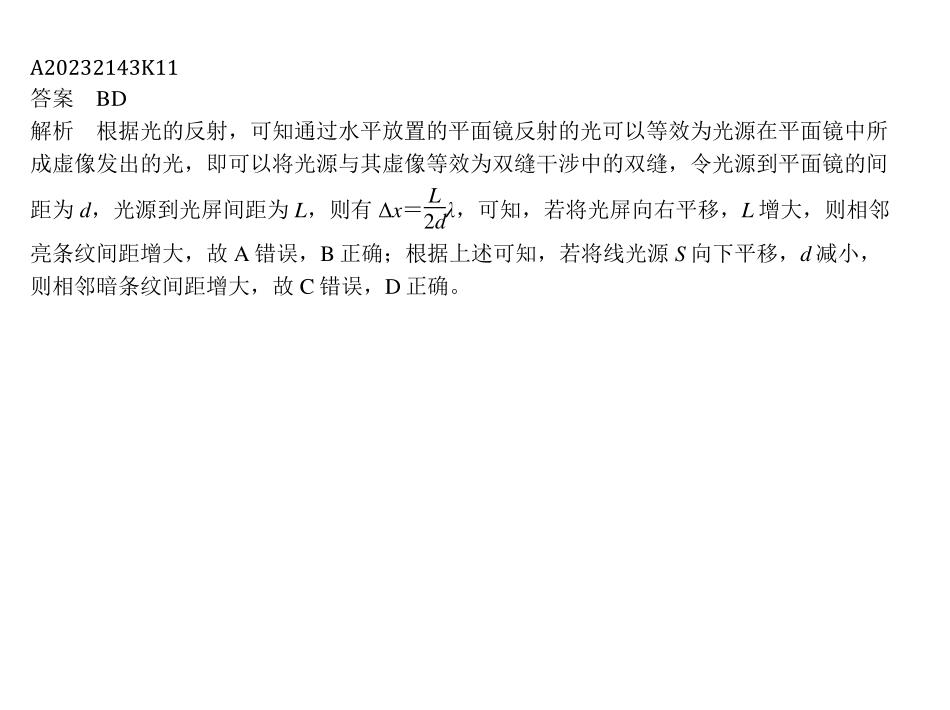 A20232143K11
答案　BD
解析　根据光的反射，可知通过水平放置的平面镜反射的光可以等效为光源在平面镜中所
成虚像发出的光，即可以将光源与其虚像等效为双缝干涉中的双缝，令光源到平面镜的间
距为 d，光源到光屏间距为 L，则有 Δx＝L/2d λ，可知，若将光屏向右平移，L 增大，则相邻
亮条纹间距增大，故 A 错误，B 正确；根据上述可知，若将线光源 S 向下平移，d 减小，
则相邻暗条纹间距增大，故 C 错误，D 正确。